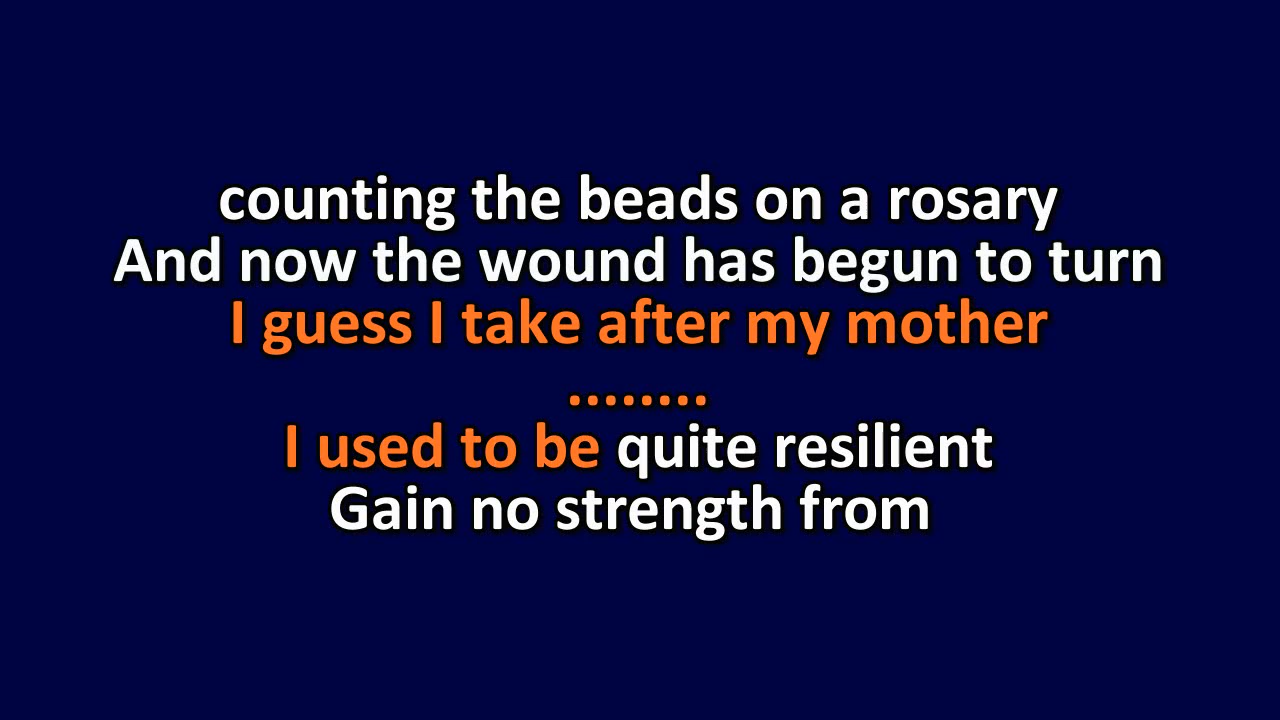 counting the beads on a rosary
And now the wound has begun to turn
I guess I take after my mother
........
I used to be quite resilient
Gain no strength from